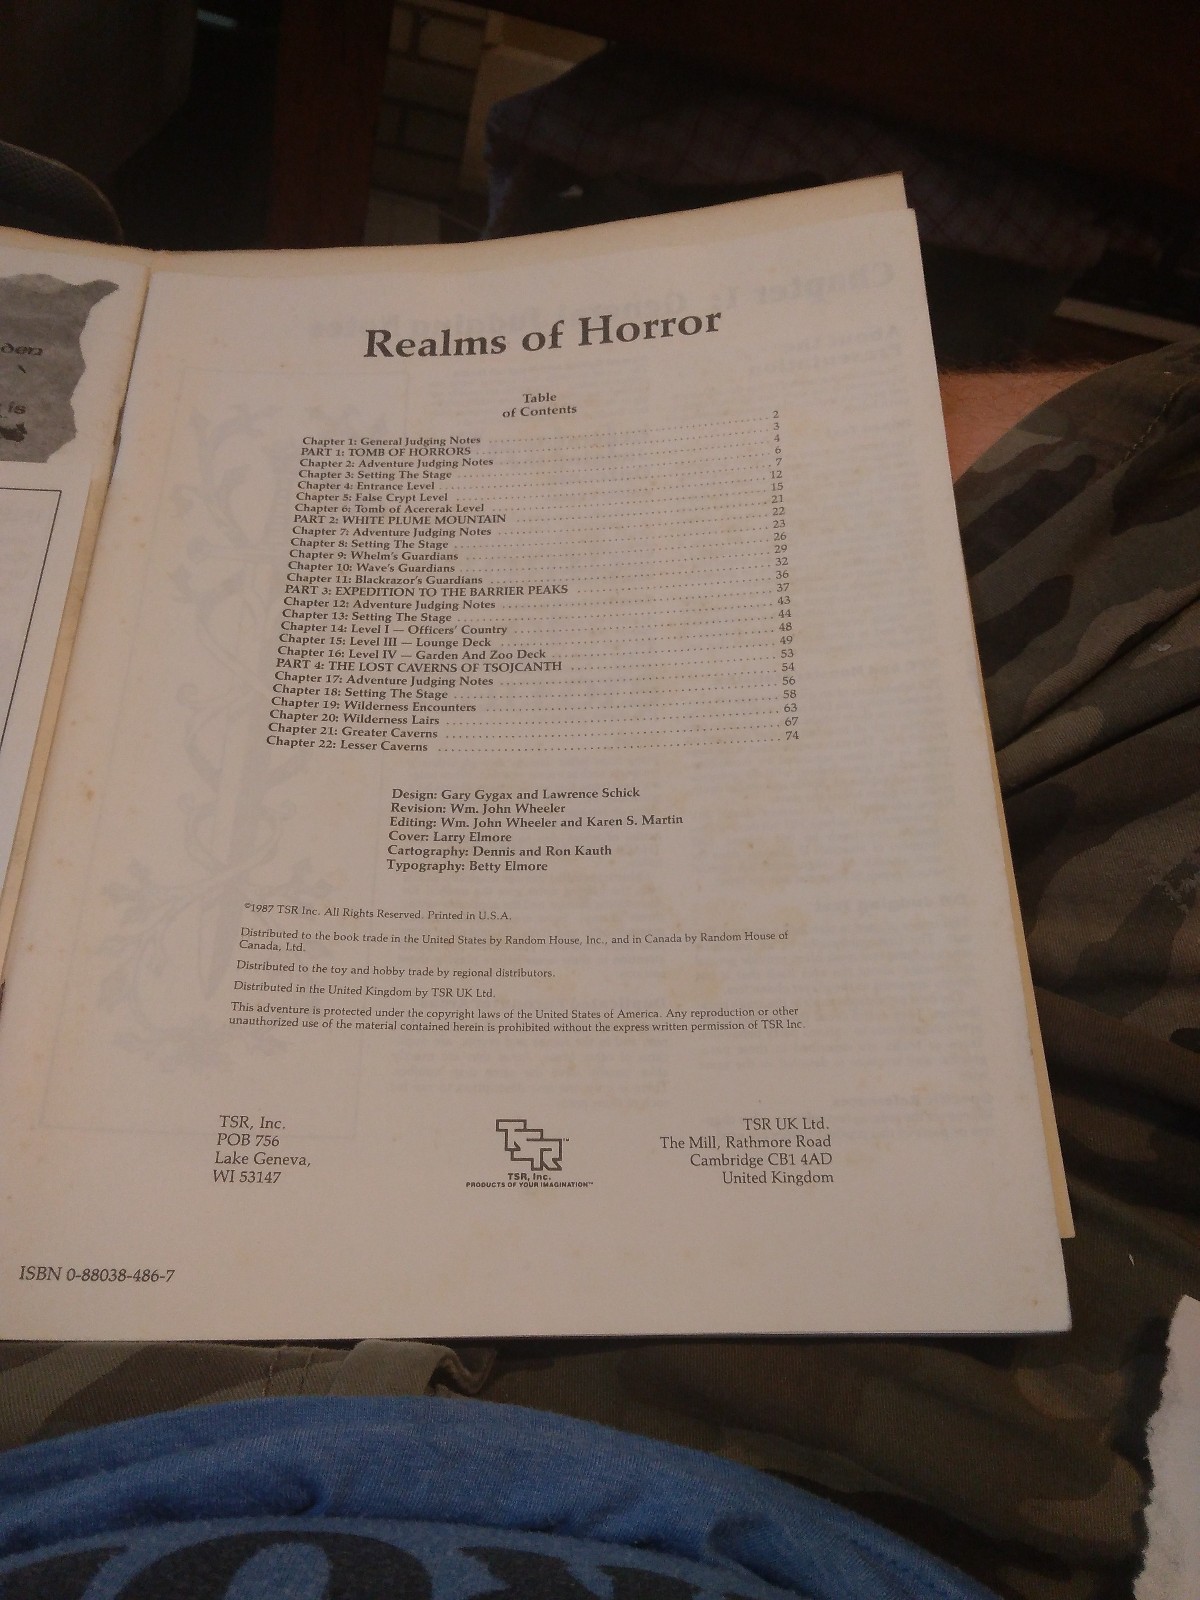 den
is
Realms of Horror
Table
of Contents
Chapter 1: General Judging Notes 2
PART 1: TOMB OF HORRORS 3
Chapter 2: Adventure Judging Notes 4
Chapter 3: Setting The Stage 6
Chapter 4: Entrance Level 7
Chapter 5: False Crypt Level 12
Chapter 6: Tomb of Acererak Level 15
PART 2: WHITE PLUME MOUNTAIN 21
Chapter 7: Adventure Judging Notes 22
Chapter 8: Setting The Stage 23
Chapter 9: Whelm's Guardians 26
Chapter 10: Wave's Guardians 29
Chapter 11: Blackrazor's Guardians 32
PART 3: EXPEDITION TO THE BARRIER PEAKS 36
Chapter 12: Adventure Judging Notes 37
Chapter 13: Setting The Stage 43
Chapter 14: Level I — Officers' Country 44
Chapter 15: Level III — Lounge Deck 48
Chapter 16: Level IV — Garden And Zoo Deck 49
PART 4: THE LOST CAVERNS OF TSOJCANTH 53
Chapter 17: Adventure Judging Notes 54
Chapter 18: Setting The Stage 56
Chapter 19: Wilderness Encounters 58
Chapter 20: Wilderness Lairs 63
Chapter 21: Greater Caverns 67
Chapter 22: Lesser Caverns 74
Design: Gary Gygax and Lawrence Schick
Revision: Wm. John Wheeler
Editing: Wm. John Wheeler and Karen S. Martin
Cover: Larry Elmore
Cartography: Dennis and Ron Kauth
Typography: Betty Elmore
©1987 TSR Inc. All Rights Reserved. Printed in U.S.A.
Distributed to the book trade in the United States by Random House, Inc., and in Canada by Random House of
Canada, Ltd.
Distributed to the toy and hobby trade by regional distributors.
Distributed in the United Kingdom by TSR UK Ltd.
This adventure is protected under the copyright laws of the United States of America. Any reproduction or other
unauthorized use of the material contained herein is prohibited without the express written permission of TSR Inc.
TSR, Inc.
POB 756
Lake Geneva,
WI 53147
TSR™
TSR, Inc.
PRODUCTS OF YOUR IMAGINATION™
TSR UK Ltd.
The Mill, Rathmore Road
Cambridge CB1 4AD
United Kingdom
ISBN 0-88038-486-7